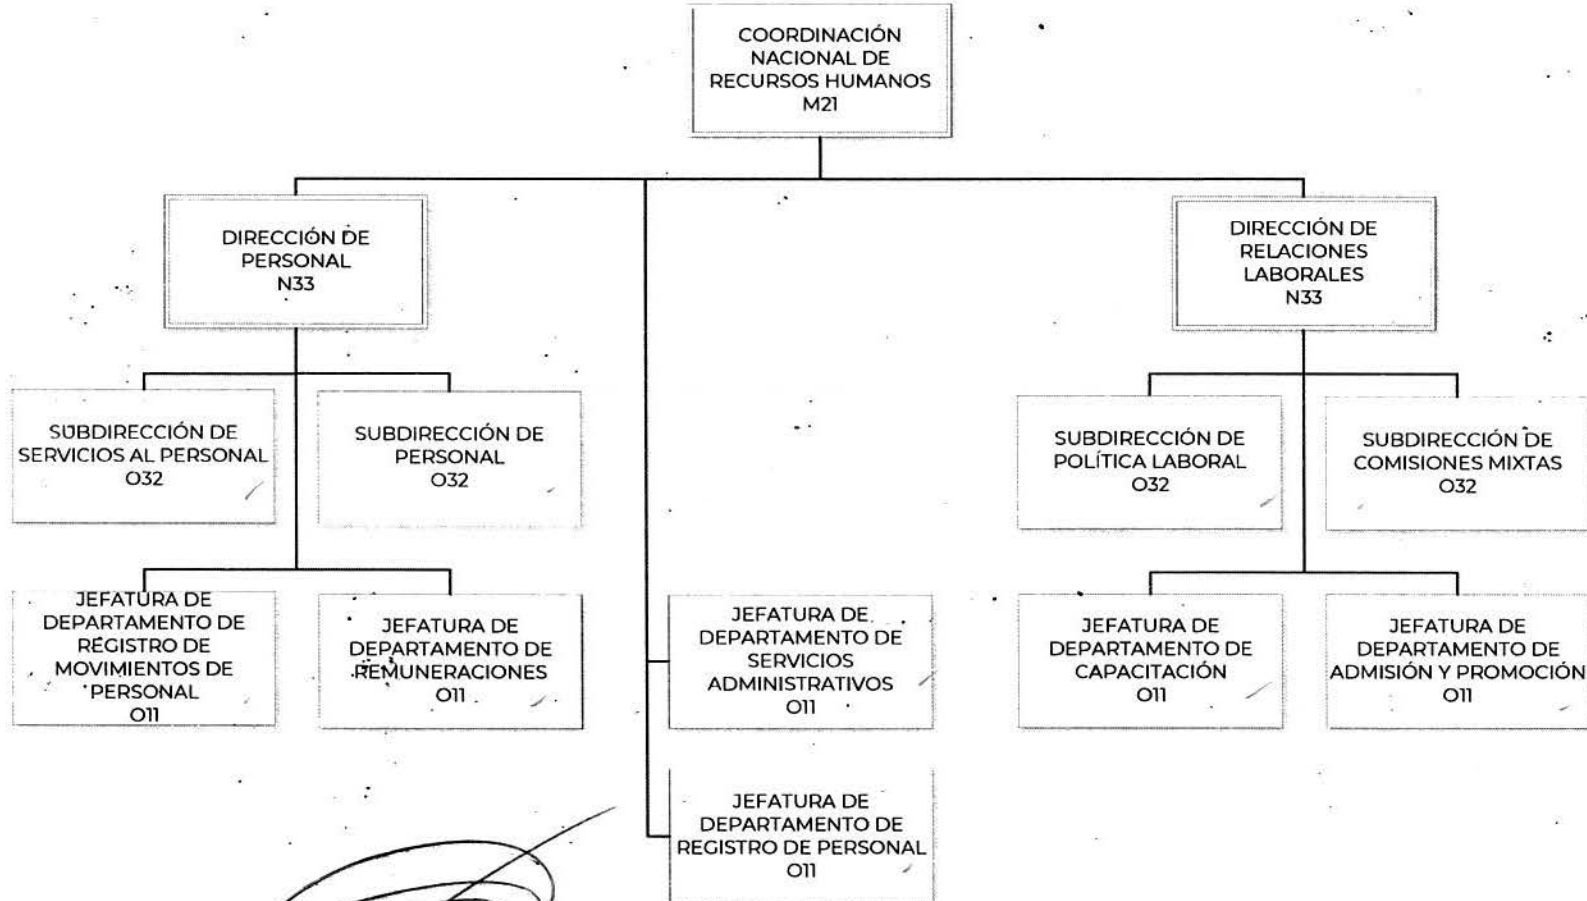 COORDINACIÓN
NACIONAL DE
RECURSOS HUMANOS
M21
DIRECCIÓN DE
PERSONAL
N33
DIRECCIÓN DE
RELACIONES
LABORALES
N33
SUBDIRECCIÓN DE
SERVICIOS AL PERSONAL
O32
SUBDIRECCIÓN DE
PERSONAL
O32
SUBDIRECCIÓN DE
POLÍTICA LABORAL
O32
SUBDIRECCIÓN DE
COMISIONES MIXTAS
O32
JEFATURA DE
DEPARTAMENTO DE
REGISTRO DE
MOVIMIENTOS DE
PERSONAL
O11
JEFATURA DE
DEPARTAMENTO DE
REMUNERACIONES
O11
JEFATURA DE
DEPARTAMENTO DE
SERVICIOS
ADMINISTRATIVOS
O11
JEFATURA DE
DEPARTAMENTO DE
CAPACITACIÓN
O11
JEFATURA DE
DEPARTAMENTO DE
ADMISIÓN Y PROMOCIÓN
O11
JEFATURA DE
DEPARTAMENTO DE
REGISTRO DE PERSONAL
O11